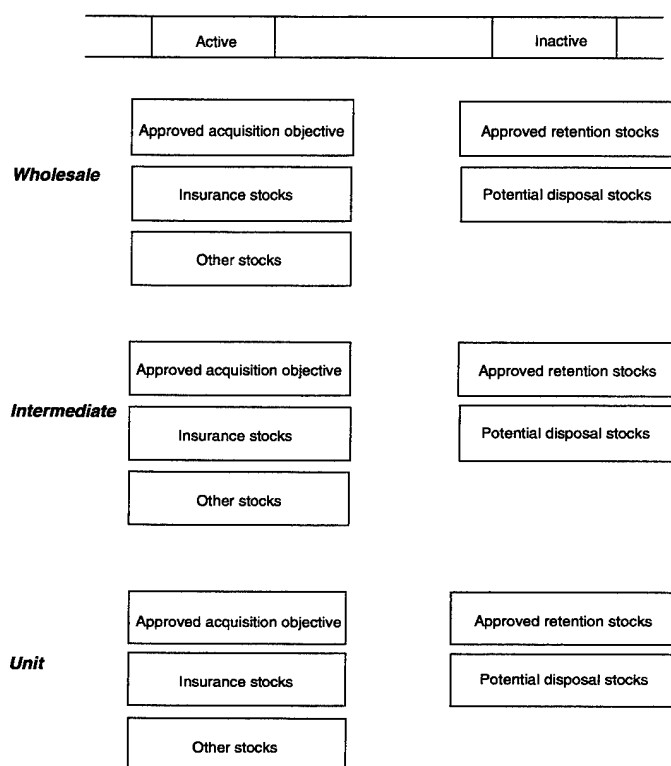 Active Inactive
Approved acquisition objective Approved retention stocks
Wholesale
Insurance stocks Potential disposal stocks
Other stocks
Approved acquisition objective Approved retention stocks
Intermediate
Insurance stocks Potential disposal stocks
Other stocks
Approved acquisition objective Approved retention stocks
Unit
Insurance stocks Potential disposal stocks
Other stocks